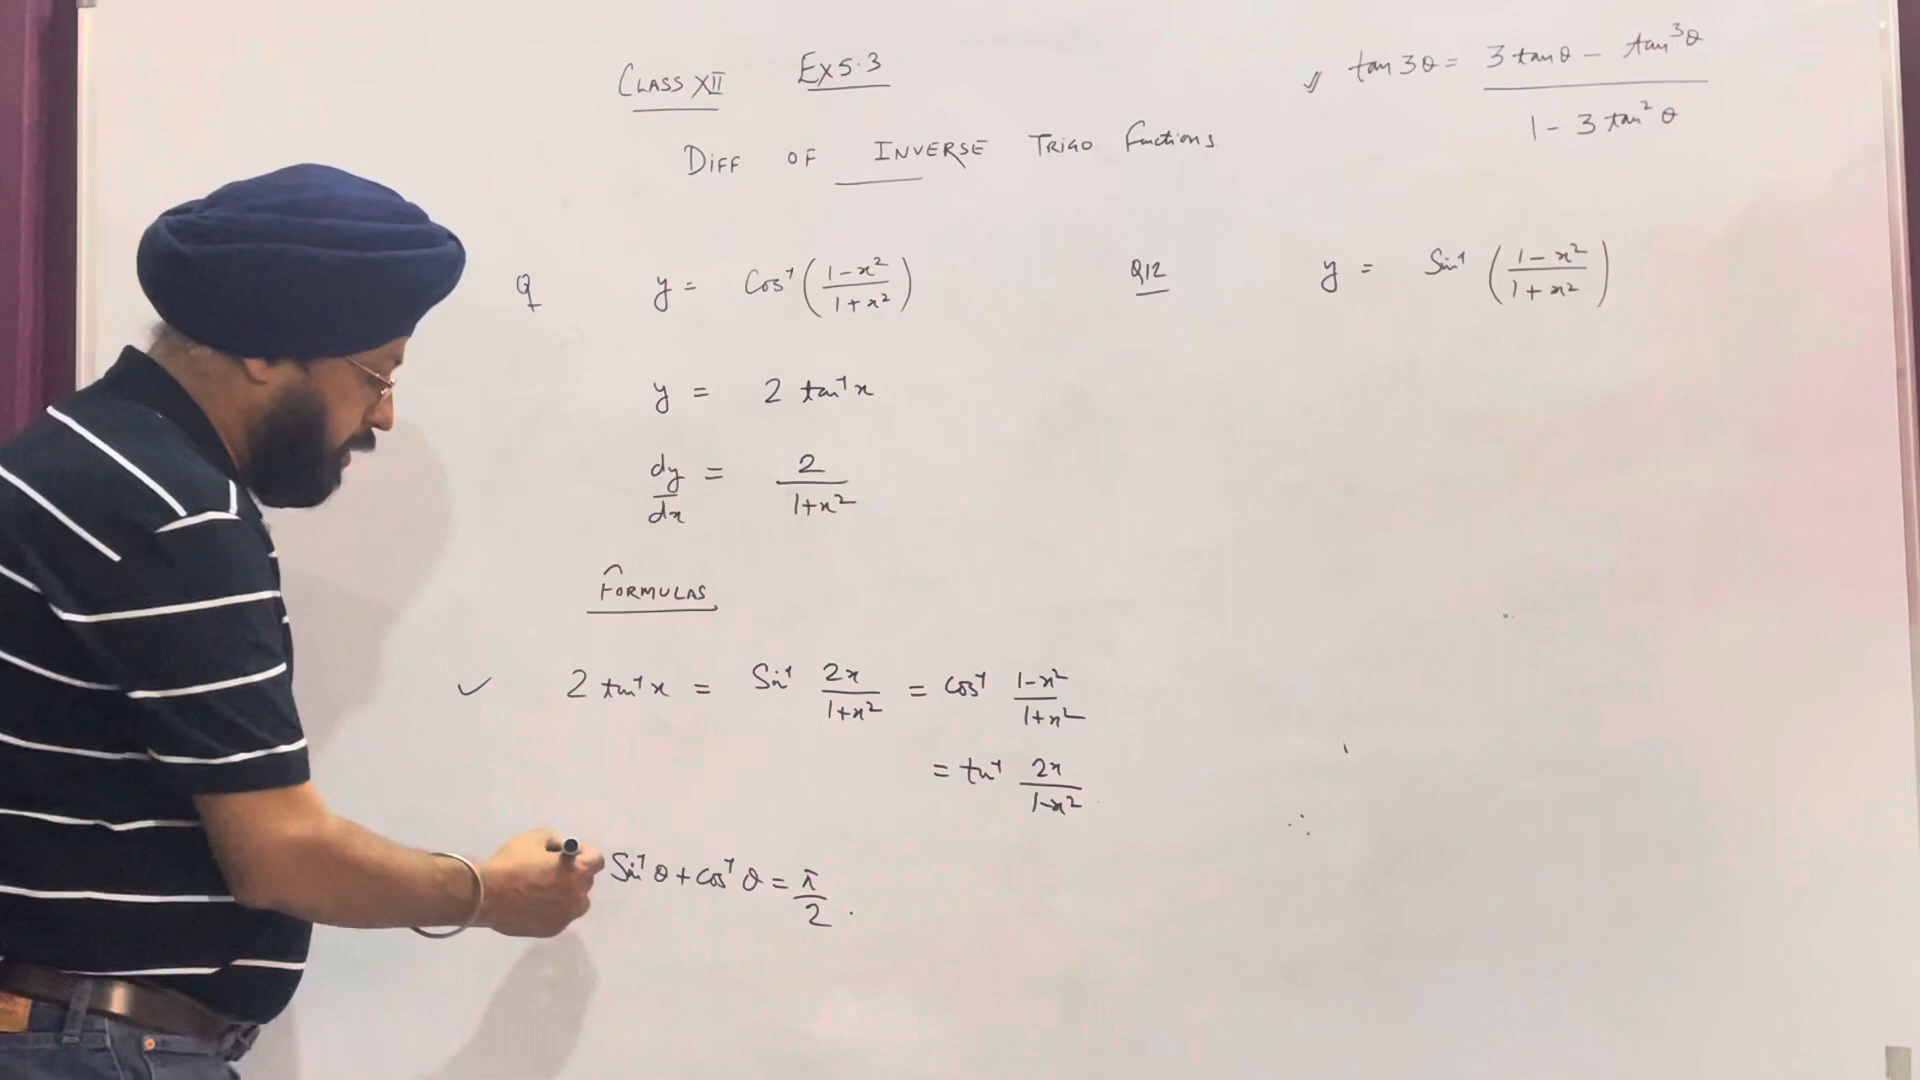 CLASS XII Ex 5.3
DIFF OF INVERSE TRIGO Functions
tan 3θ = (3 tan θ - tan³ θ) / (1 - 3 tan² θ)
Q y = Cos⁻¹ ((1-x²)/(1+x²))
y = 2 tan⁻¹ x
dy/dx = 2/(1+x²)
Q12 y = Sin⁻¹ ((1-x²)/(1+x²))
FORMULAS
✓ 2 tan⁻¹ x = Sin⁻¹ 2x/(1+x²) = Cos⁻¹ (1-x²)/(1+x²)
= tan⁻¹ 2x/(1-x²)
Sin⁻¹ θ + Cos⁻¹ θ = π/2.